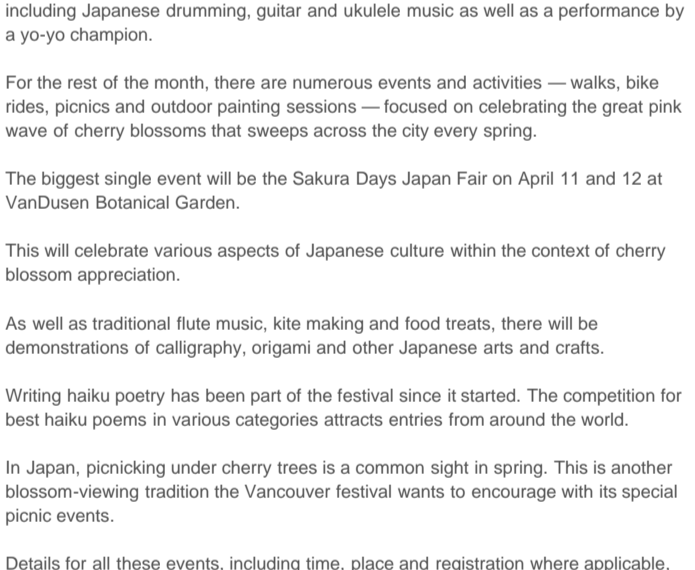 including Japanese drumming, guitar and ukulele music as well as a performance by
a yo-yo champion.
For the rest of the month, there are numerous events and activities — walks, bike
rides, picnics and outdoor painting sessions — focused on celebrating the great pink
wave of cherry blossoms that sweeps across the city every spring.
The biggest single event will be the Sakura Days Japan Fair on April 11 and 12 at
VanDusen Botanical Garden.
This will celebrate various aspects of Japanese culture within the context of cherry
blossom appreciation.
As well as traditional flute music, kite making and food treats, there will be
demonstrations of calligraphy, origami and other Japanese arts and crafts.
Writing haiku poetry has been part of the festival since it started. The competition for
best haiku poems in various categories attracts entries from around the world.
In Japan, picnicking under cherry trees is a common sight in spring. This is another
blossom-viewing tradition the Vancouver festival wants to encourage with its special
picnic events.
Details for all these events, including time, place and registration where applicable,